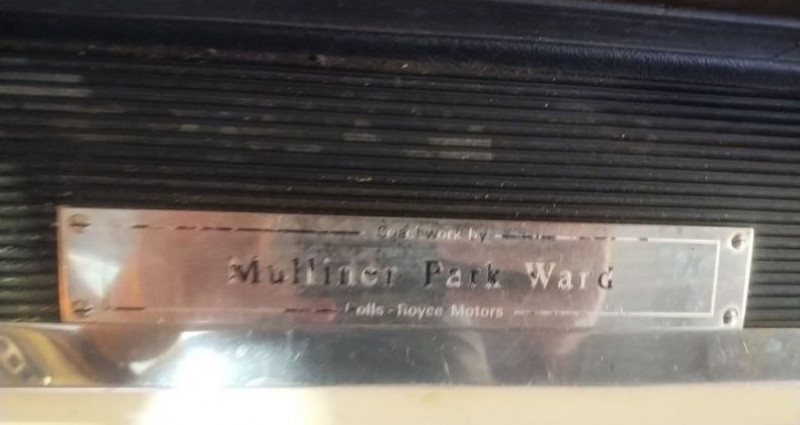 Coachwork by
Mulliner Park Ward
Rolls-Royce Motors